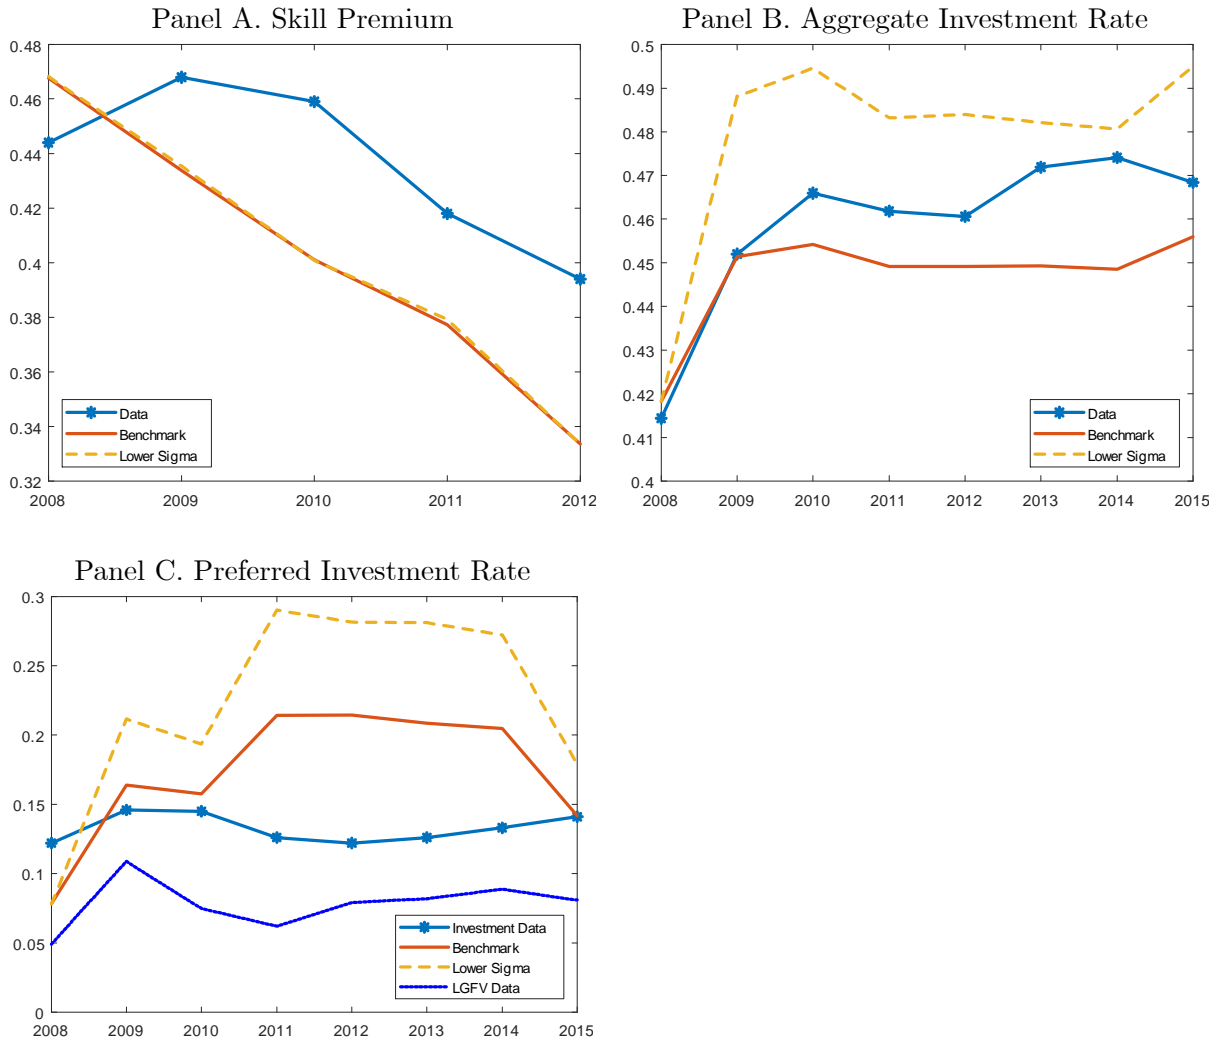 Panel A. Skill Premium
0.48
0.46
0.44
0.42
0.4
0.38
0.36
0.34
0.32
2008 2009 2010 2011 2012
Data
Benchmark
Lower Sigma
Panel B. Aggregate Investment Rate
0.5
0.49
0.48
0.47
0.46
0.45
0.44
0.43
0.42
0.41
0.4
2008 2009 2010 2011 2012 2013 2014 2015
Data
Benchmark
Lower Sigma
Panel C. Preferred Investment Rate
0.3
0.25
0.2
0.15
0.1
0.05
0
2008 2009 2010 2011 2012 2013 2014 2015
Investment Data
Benchmark
Lower Sigma
LGFV Data